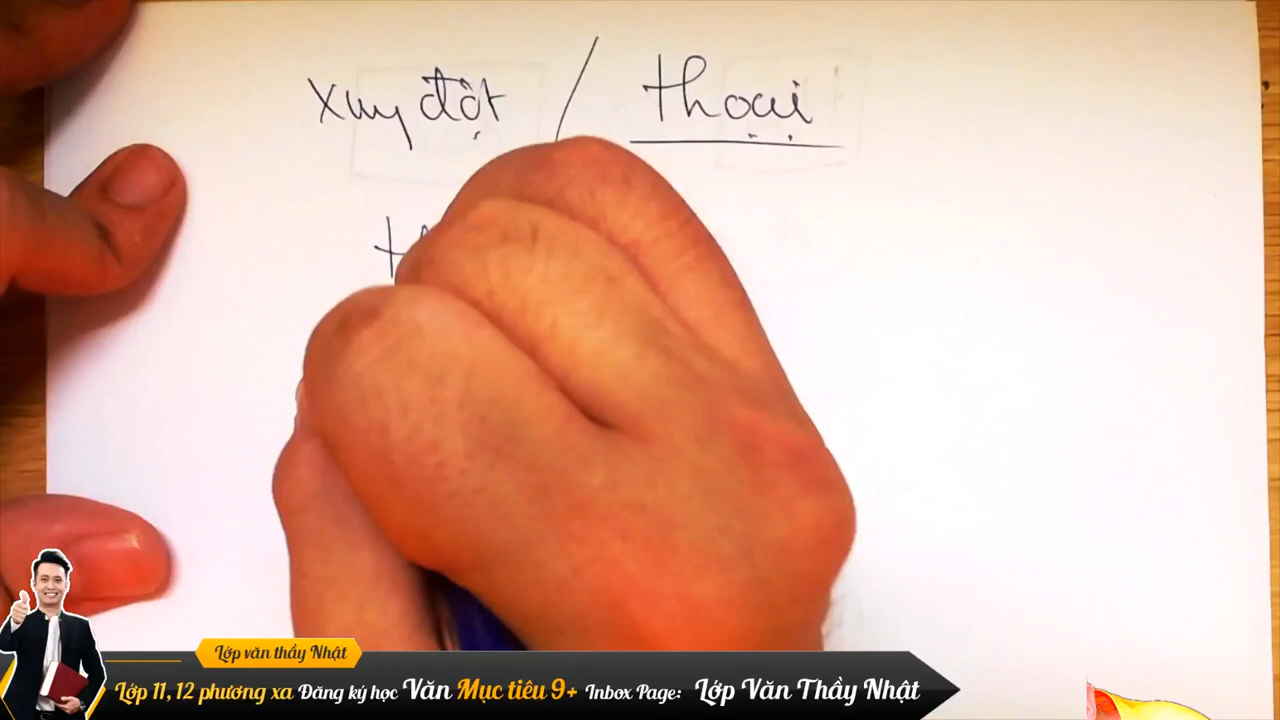 xuy đột / thoại
Lớp văn thầy Nhật
Lớp 11, 12 phương xa Đăng ký học Văn Mục tiêu 9+ Inbox Page: Lớp Văn Thầy Nhật